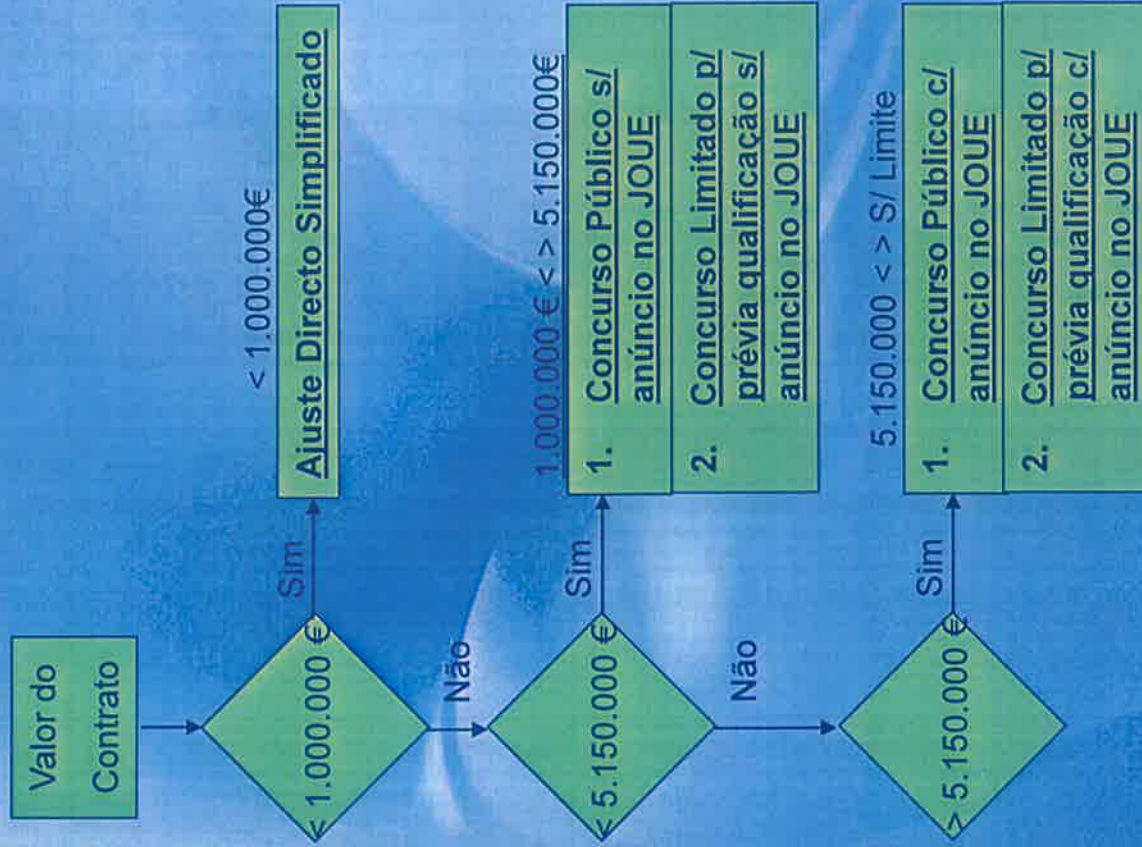 Valor do
Contrato
< 1.000.000 €
Sim
< 1.000.000€
Ajuste Directo Simplificado
Não
< 5.150.000 €
Sim
1.000.000 € < > 5.150.000€
1. Concurso Público s/
anúncio no JOUE
2. Concurso Limitado p/
prévia qualificação s/
anúncio no JOUE
Não
> 5.150.000 €
Sim
5.150.000 < > S/ Limite
1. Concurso Público c/
anúncio no JOUE
2. Concurso Limitado p/
prévia qualificação c/
anúncio no JOUE